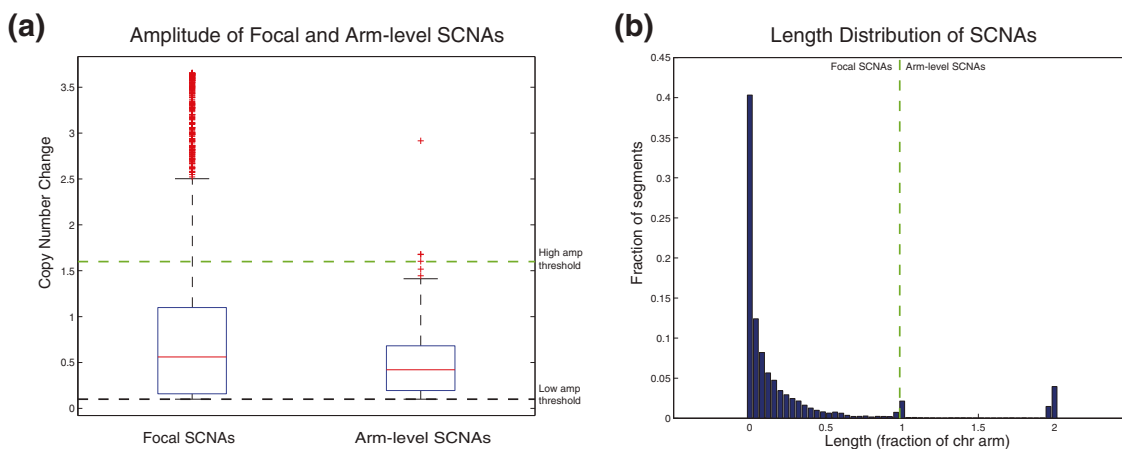 (a)
Amplitude of Focal and Arm-level SCNAs
Copy Number Change
3.5
3
2.5
2
1.5
1
0.5
0
High amp
threshold
Low amp
threshold
Focal SCNAs
Arm-level SCNAs
(b)
Length Distribution of SCNAs
Fraction of segments
0.45
0.4
0.35
0.3
0.25
0.2
0.15
0.1
0.05
0
Focal SCNAs
Arm-level SCNAs
0
0.5
1
1.5
2
Length (fraction of chr arm)